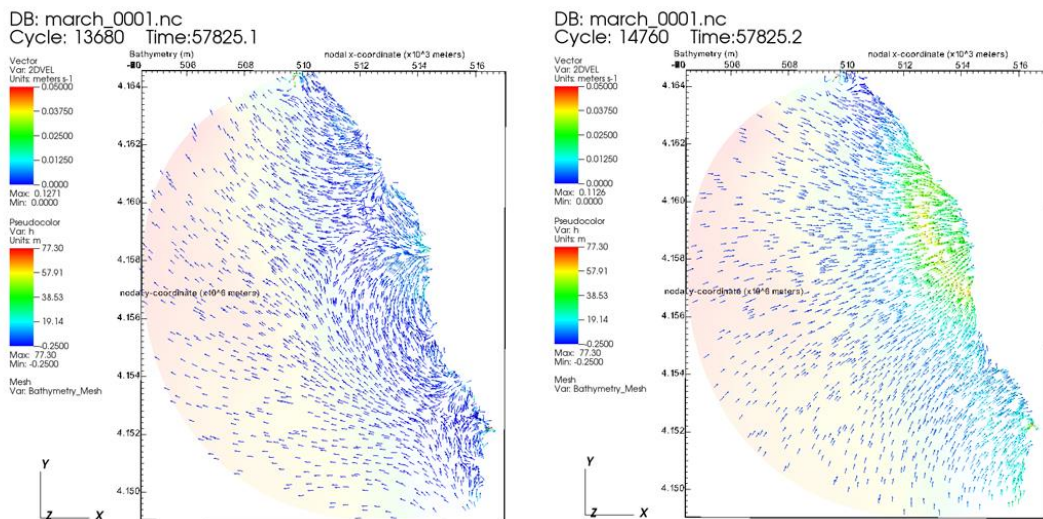 DB: march_0001.nc
Cycle: 13680 Time:57825.1
Vector
Var: 2DVEL
Units: meters s-1
0.05000
0.03750
0.02500
0.01250
0.0000
Max: 0.1271
Min: 0.0000
Pseudocolor
Var: h
Units: m
77.30
57.91
38.53
19.14
-0.2500
Max: 77.30
Min: -0.2500
Mesh
Var: Bathymetry_Mesh
Bathymetry (m) nodal x-coordinate (x10^3 meters)
506 508 510 512 514 516
4.164
4.162
4.160
4.158
nodal y-coordinate (x10^6 meters)
4.156
4.154
4.152
4.150
Y
Z X
DB: march_0001.nc
Cycle: 14760 Time:57825.2
Vector
Var: 2DVEL
Units: meters s-1
0.05000
0.03750
0.02500
0.01250
0.0000
Max: 0.1126
Min: 0.0000
Pseudocolor
Var: h
Units: m
77.30
57.91
38.53
19.14
-0.2500
Max: 77.30
Min: -0.2500
Mesh
Var: Bathymetry_Mesh
Bathymetry (m) nodal x-coordinate (x10^3 meters)
506 508 510 512 514 516
4.164
4.162
4.160
4.158
nodal y-coordinate (x10^6 meters)
4.156
4.154
4.152
4.150
Y
Z X